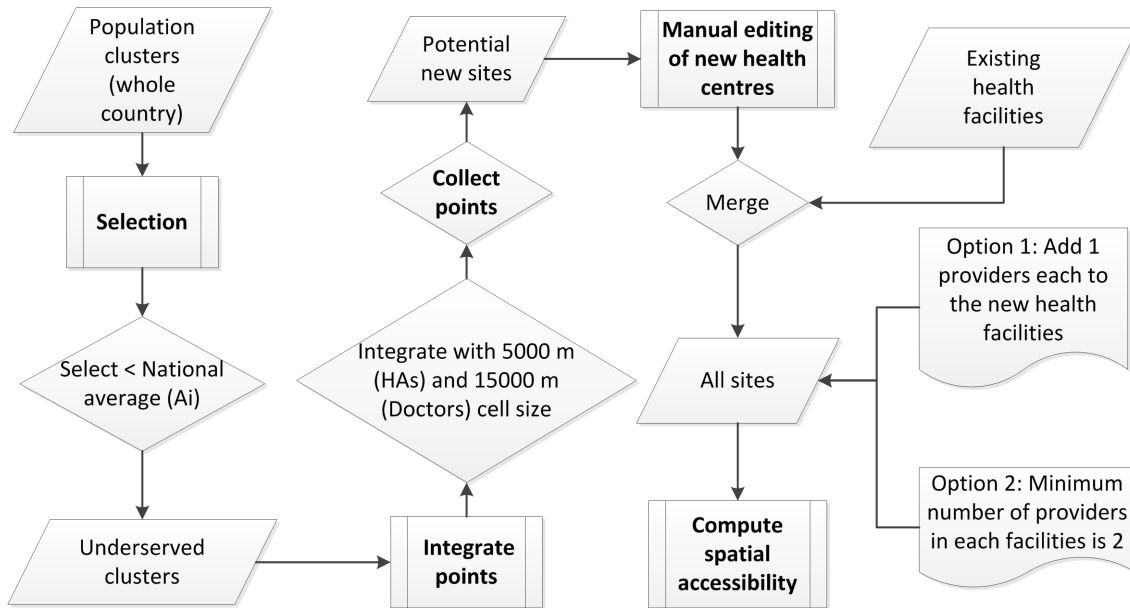 Population
clusters
(whole
country)
Selection
Select < National
average (Ai)
Underserved
clusters
Integrate
points
Integrate with 5000 m
(HAs) and 15000 m
(Doctors) cell size
Collect
points
Potential
new sites
Manual editing
of new health
centres
Existing
health
facilities
Merge
All sites
Option 1: Add 1
providers each to
the new health
facilities
Option 2: Minimum
number of providers
in each facilities is 2
Compute
spatial
accessibility